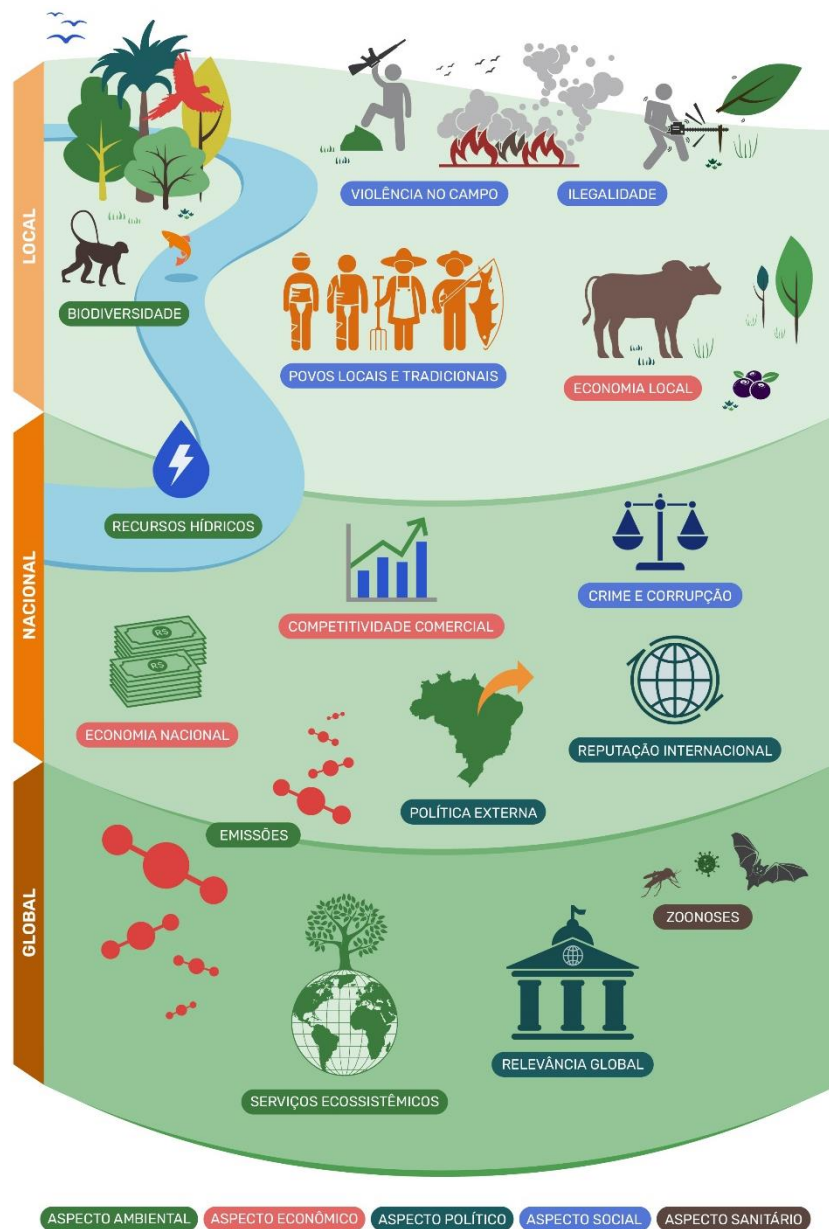 LOCAL
VIOLÊNCIA NO CAMPO
ILEGALIDADE
BIODIVERSIDADE
POVOS LOCAIS E TRADICIONAIS
ECONOMIA LOCAL
NACIONAL
RECURSOS HÍDRICOS
COMPETITIVIDADE COMERCIAL
CRIME E CORRUPÇÃO
R$
R$
ECONOMIA NACIONAL
REPUTAÇÃO INTERNACIONAL
POLÍTICA EXTERNA
EMISSÕES
GLOBAL
ZOONOSES
RELEVÂNCIA GLOBAL
SERVIÇOS ECOSSISTÊMICOS
ASPECTO AMBIENTAL
ASPECTO ECONÔMICO
ASPECTO POLÍTICO
ASPECTO SOCIAL
ASPECTO SANITÁRIO